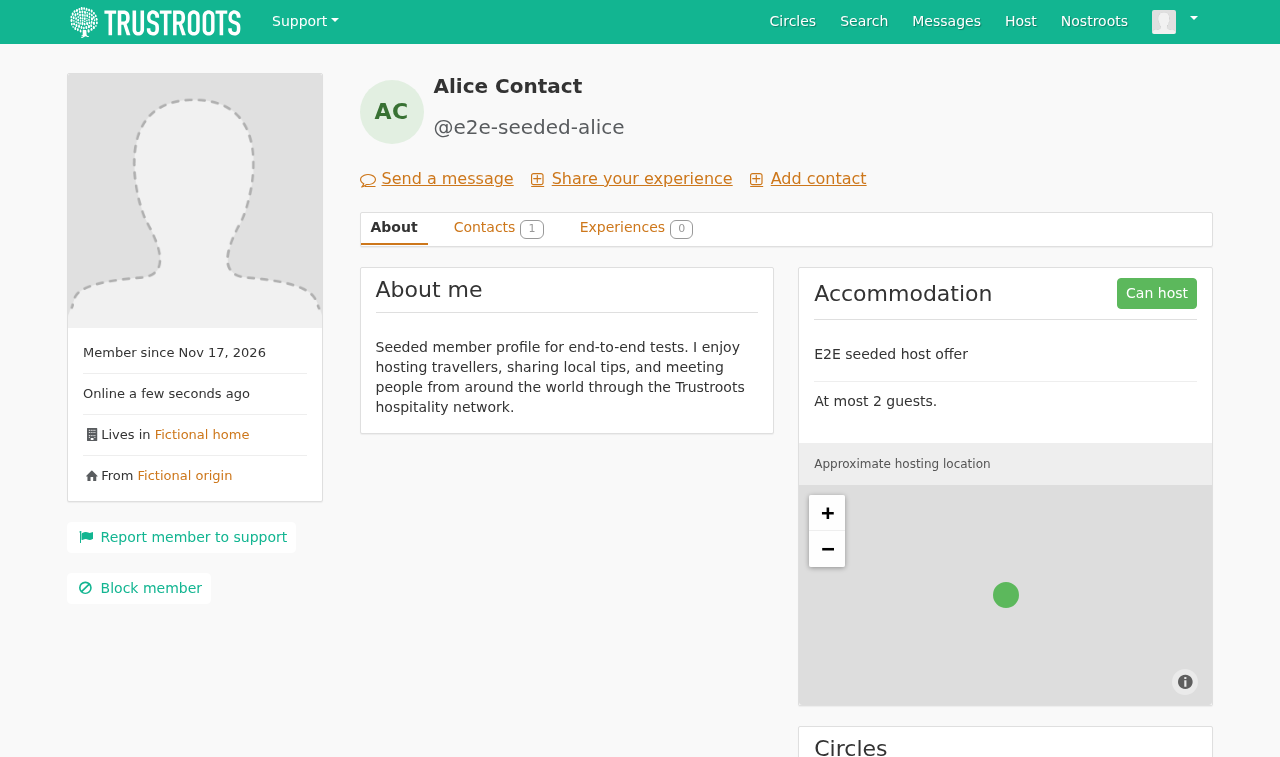 TRUSTROOTS
Support
Circles
Search
Messages
Host
Nostroots
AC
Alice Contact
@e2e-seeded-alice
Send a message
Share your experience
Add contact
About
Contacts 1
Experiences 0
Member since Nov 17, 2026
Online a few seconds ago
Lives in Fictional home
From Fictional origin
Report member to support
Block member
About me
Seeded member profile for end-to-end tests. I enjoy
hosting travellers, sharing local tips, and meeting
people from around the world through the Trustroots
hospitality network.
Accommodation
Can host
E2E seeded host offer
At most 2 guests.
Approximate hosting location
+
−
Circles